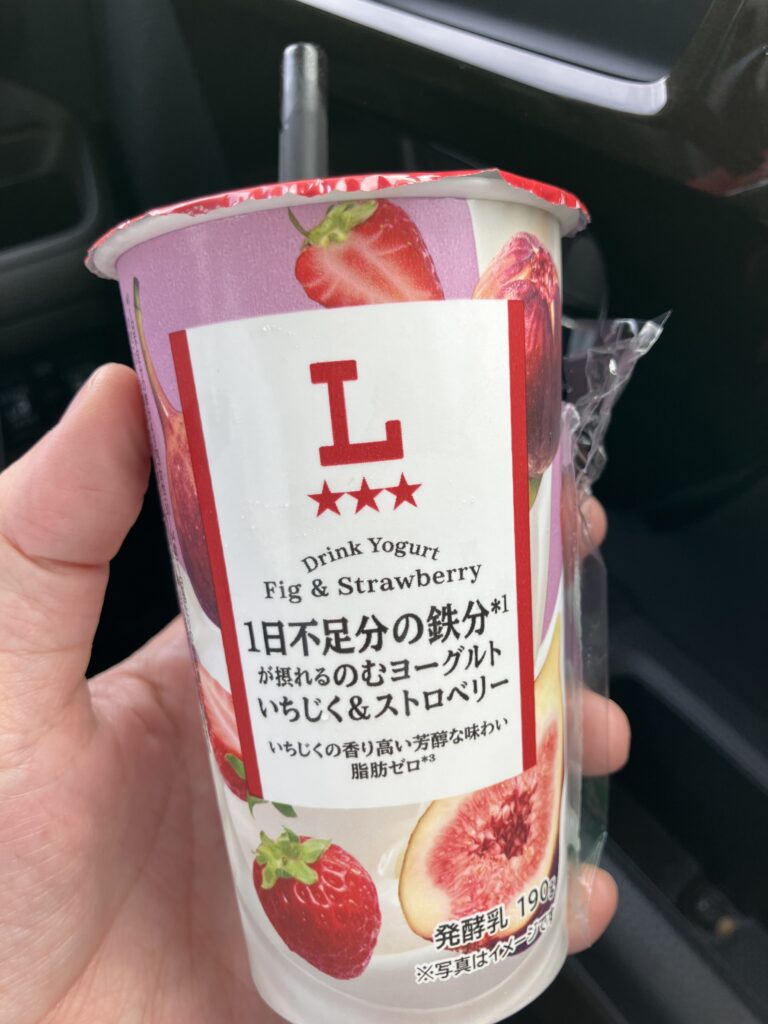 L
★★★
Drink Yogurt
Fig & Strawberry
1日不足分の鉄分*1
が摂れるのむヨーグルト
いちじく&ストロベリー
いちじくの香り高い芳醇な味わい
脂肪ゼロ*3
発酵乳 190g
※写真はイメージです